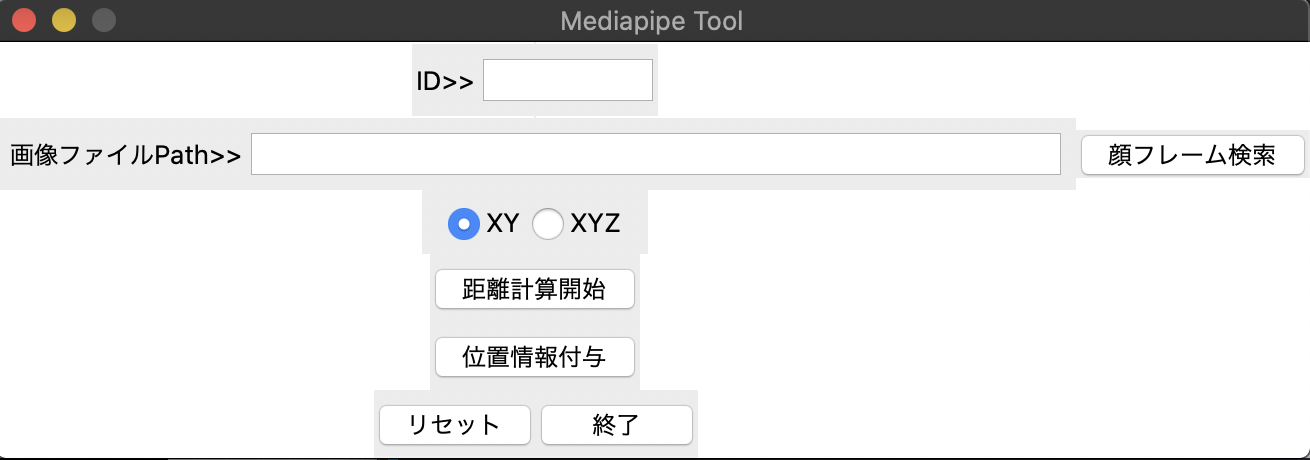 Mediapipe Tool
ID>>
画像ファイルPath>> 顔フレーム検索
XY XYZ
距離計算開始
位置情報付与
リセット 終了